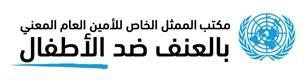 مكتب الممثل الخاص للأمين العام المعني
بالعنف ضد الأطفال